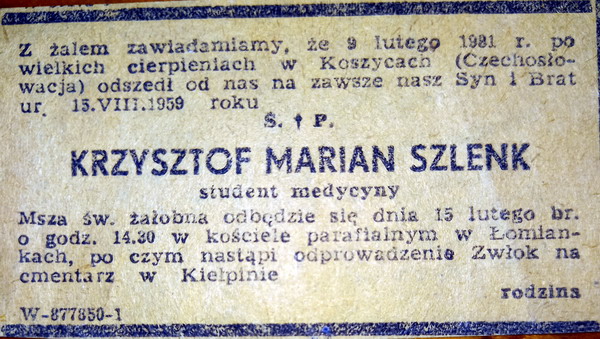 Z żalem zawiadamiamy, że 9 lutego 1981 r. po
wielkich cierpieniach w Koszycach (Czechosło-
wacja) odszedł od nas na zawsze nasz Syn i Brat
ur. 15.VIII.1959 roku
Ś. † P.
KRZYSZTOF MARIAN SZLENK
student medycyny
Msza św. żałobna odbędzie się dnia 15 lutego br.
o godz. 14.30 w kościele parafialnym w Łomian-
kach, po czym nastąpi odprowadzenie Zwłok na
cmentarz w Kiełpinie
rodzina
W-877850-1